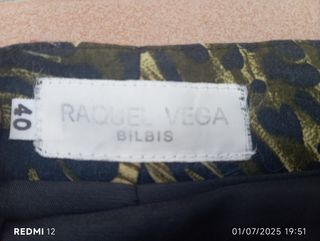 RAQUEL VEGA
BILBIS
40
REDMI 12
01/07/2025 19:51